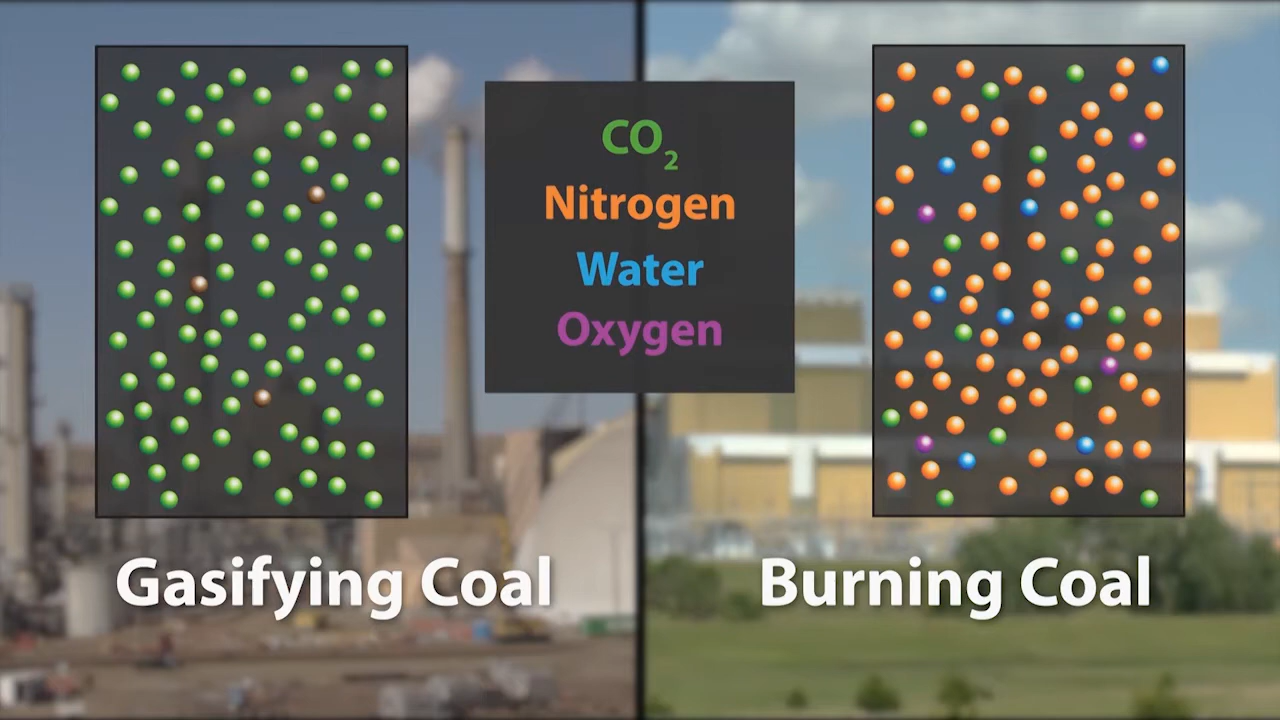 CO₂
Nitrogen
Water
Oxygen
Gasifying Coal
Burning Coal